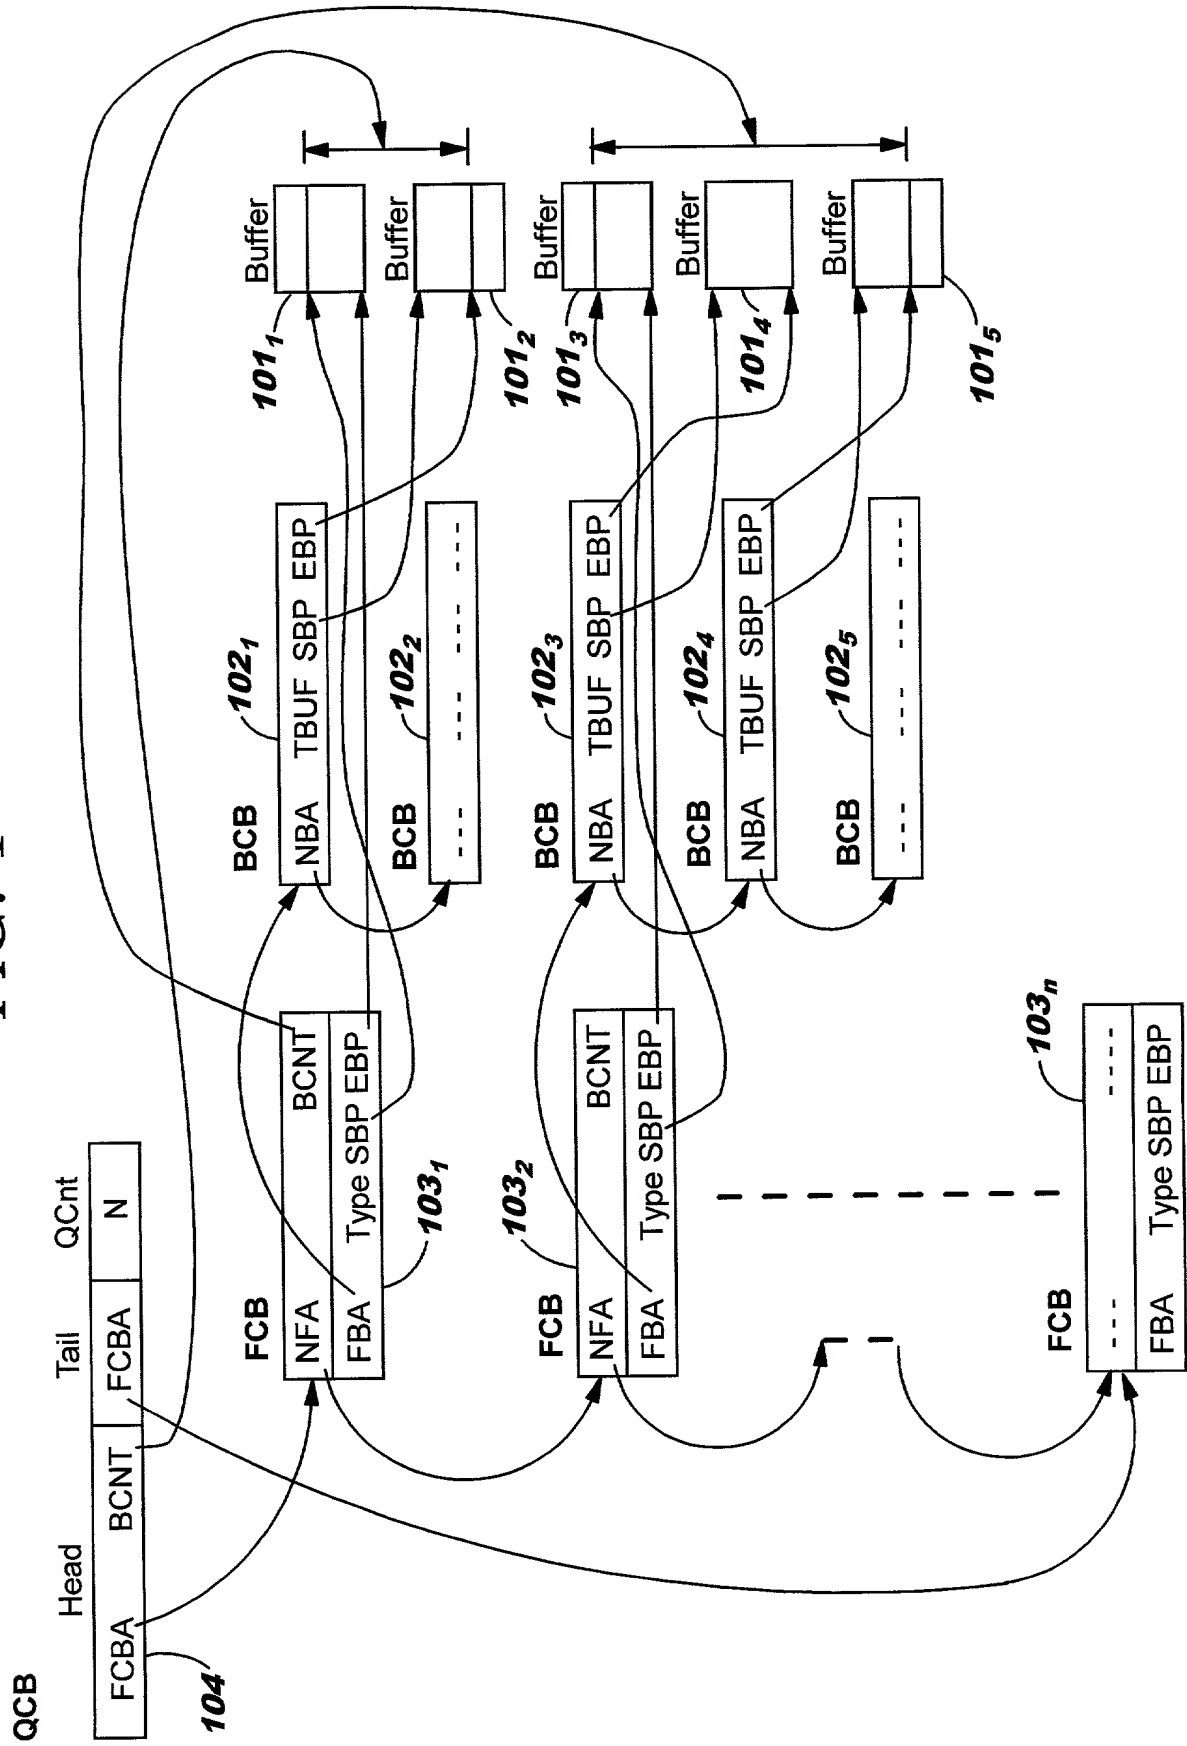 QCB
Head
Tail
QCnt
FCBA
BCNT
FCBA
N
104
FCB
NFA
BCNT
FBA
Type SBP EBP
103₁
BCB
102₁
NBA
TBUF SBP EBP
BCB
102₂
Buffer
101₁
Buffer
101₂
FCB
103₂
NFA
BCNT
FBA
Type SBP EBP
BCB
102₃
NBA
TBUF SBP EBP
BCB
102₄
NBA
TBUF SBP EBP
BCB
102₅
Buffer
101₃
Buffer
101₄
Buffer
101₅
FCB
103ₙ
FBA
Type SBP EBP